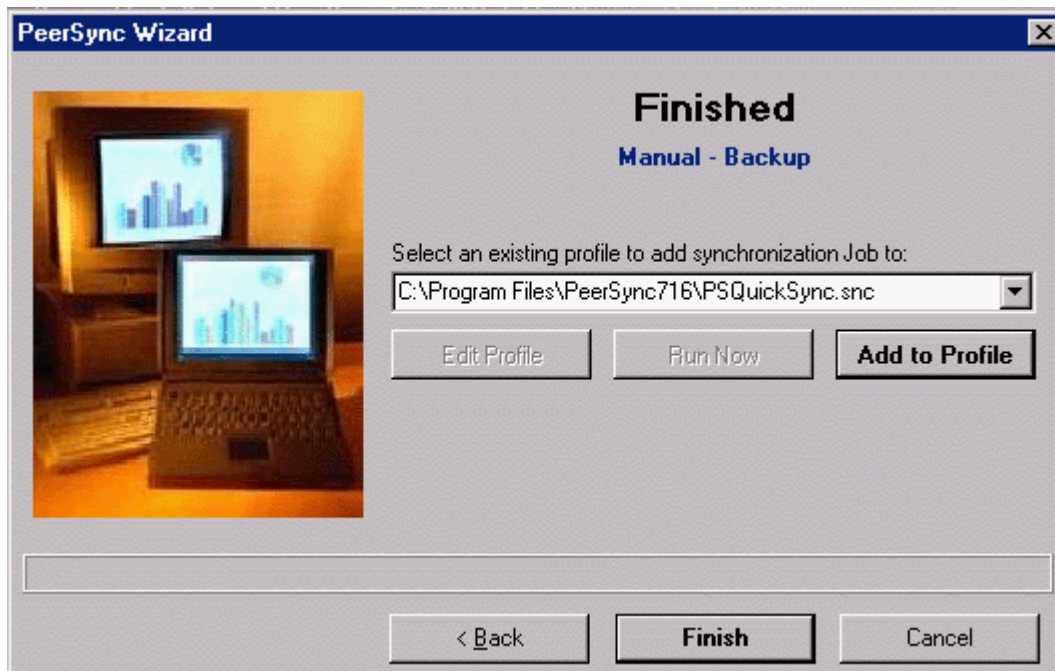 PeerSync Wizard
Finished
Manual - Backup
Select an existing profile to add synchronization Job to:
C:\Program Files\PeerSync716\PSQuickSync.snc
Edit Profile
Run Now
Add to Profile
< Back
Finish
Cancel